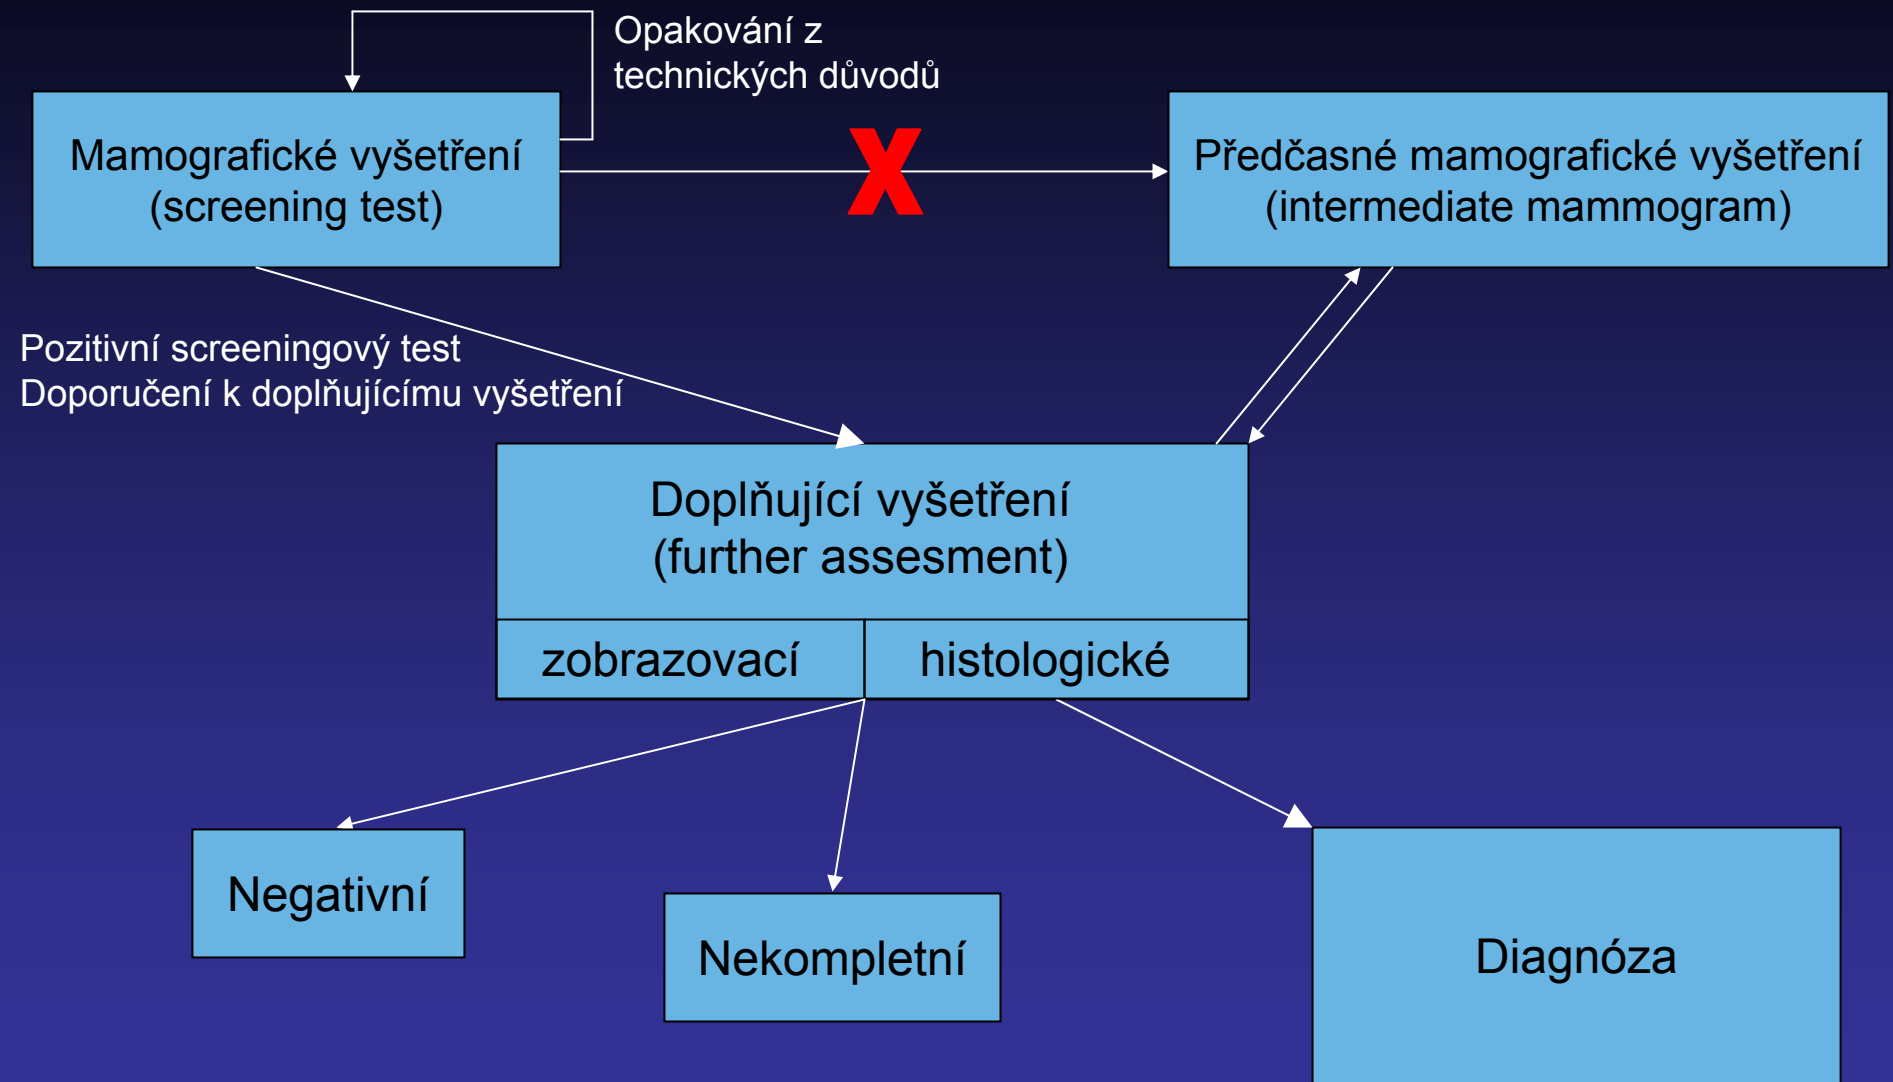 Opakování z
technických důvodů
Mamografické vyšetření
(screening test)
X
Předčasné mamografické vyšetření
(intermediate mammogram)
Pozitivní screeningový test
Doporučení k doplňujícímu vyšetření
Doplňující vyšetření
(further assesment)
zobrazovací
histologické
Negativní
Nekompletní
Diagnóza